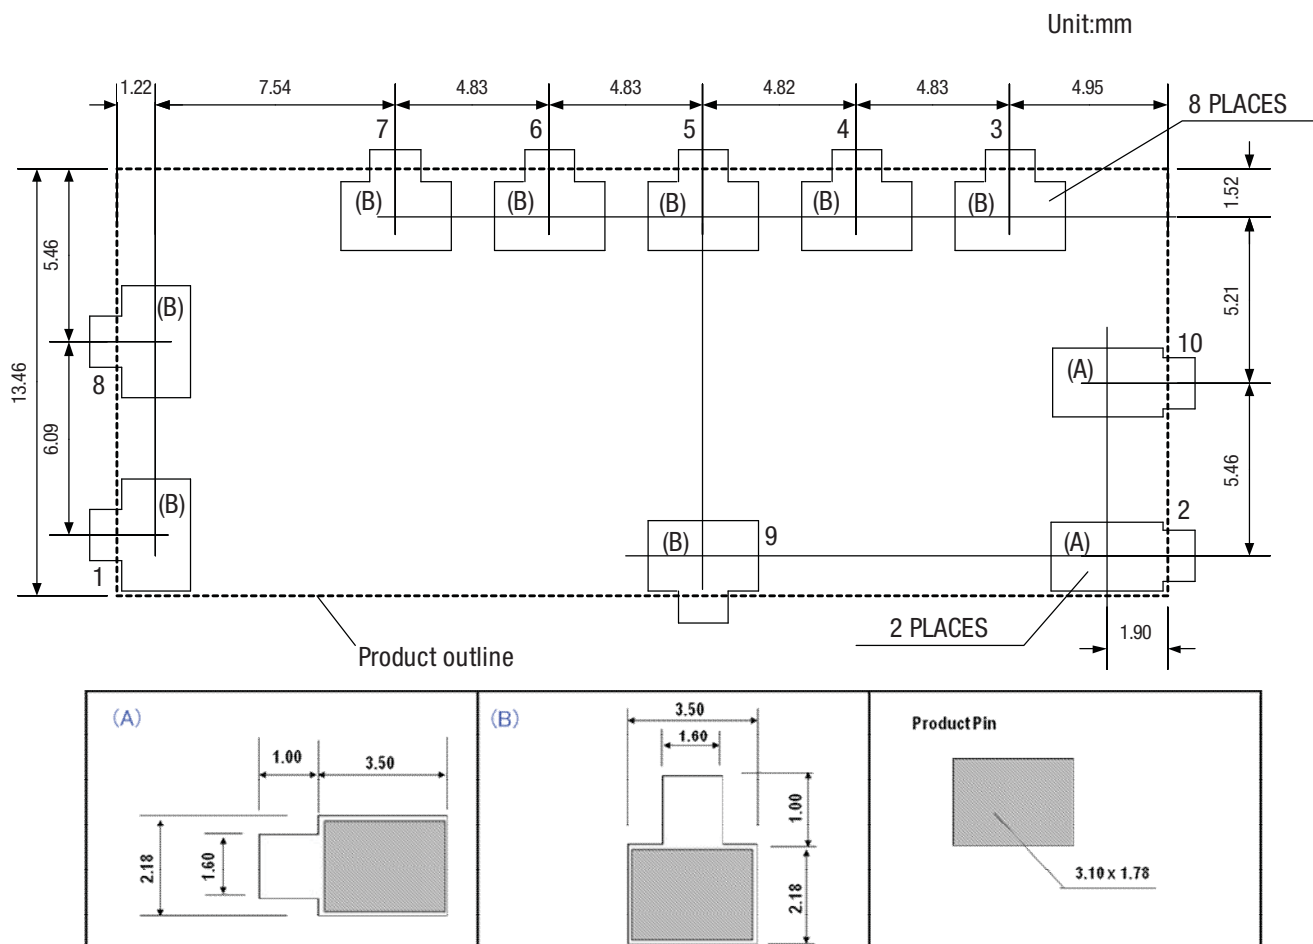 Unit:mm
1.22
7.54
4.83
4.83
4.82
4.83
4.95
8 PLACES
7
6
5
4
3
(B)
(B)
(B)
(B)
(B)
1.52
5.46
5.21
13.46
(B)
8
10
(A)
6.09
5.46
(B)
1
(B)
9
(A)
2
2 PLACES
1.90
Product outline
(A)
1.00
3.50
2.18
1.60
(B)
3.50
1.60
1.00
2.18
Product Pin
3.10 x 1.78